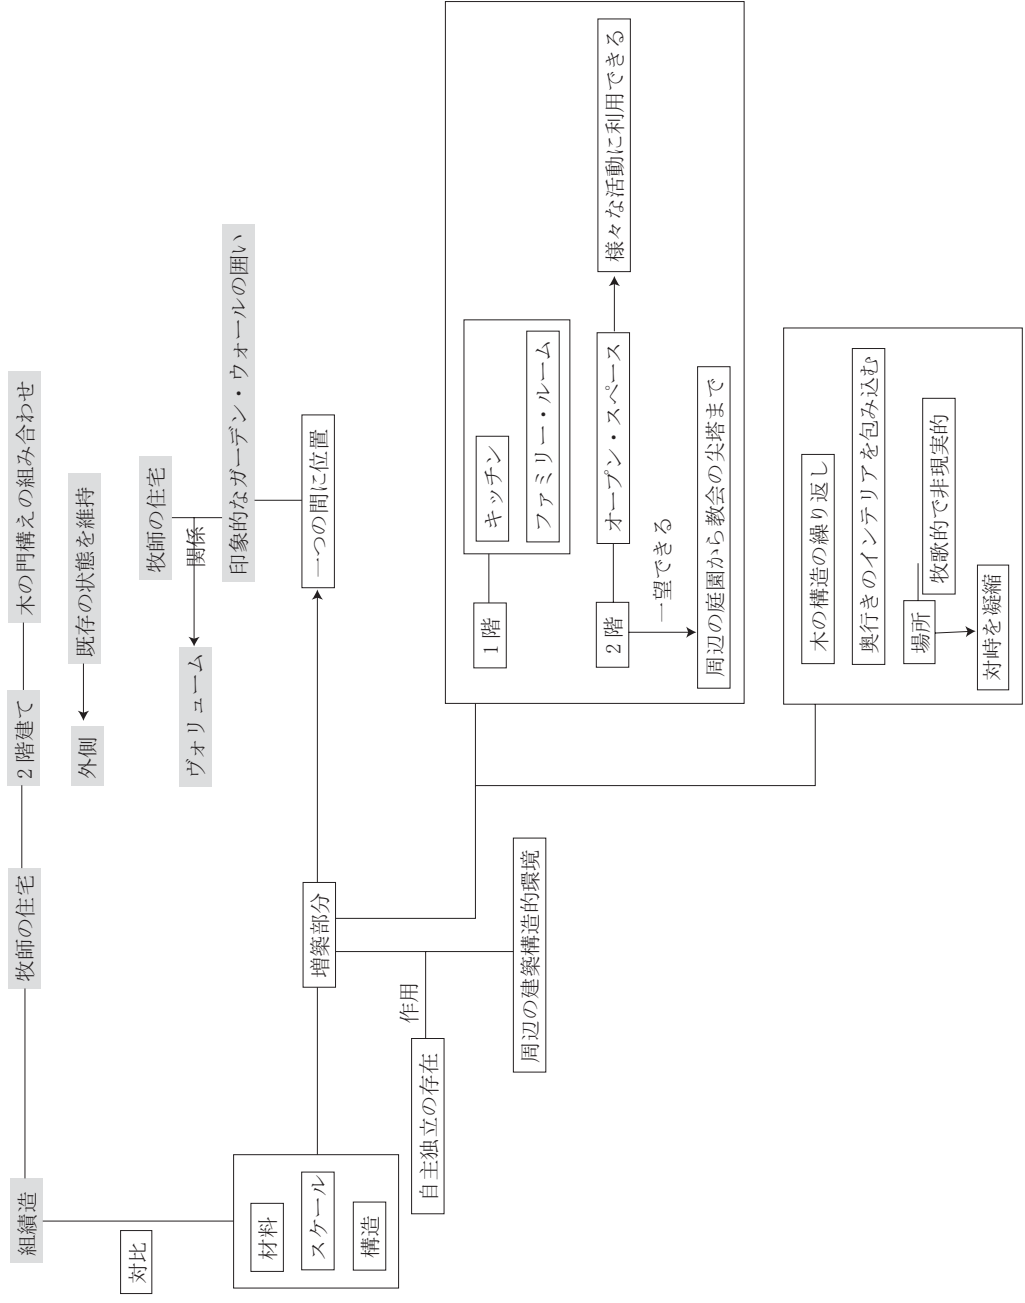 組績造
牧師の住宅
2階建て
木の門構えの組み合わせ
外側
既存の状態を維持
対比
牧師の住宅
関係
ヴォリューム
印象的なガーデン・ウォールの囲い
材料
スケール
構造
増築部分
一つの間に位置
作用
自主独立の存在
周辺の建築構造的環境
1階
キッチン
ファミリー・ルーム
2階
オープン・スペース
様々な活動に利用できる
一望できる
周辺の庭園から教会の尖塔まで
木の構造の繰り返し
奥行きのインテリアを包み込む
場所
牧歌的で非現実的
対峙を凝縮